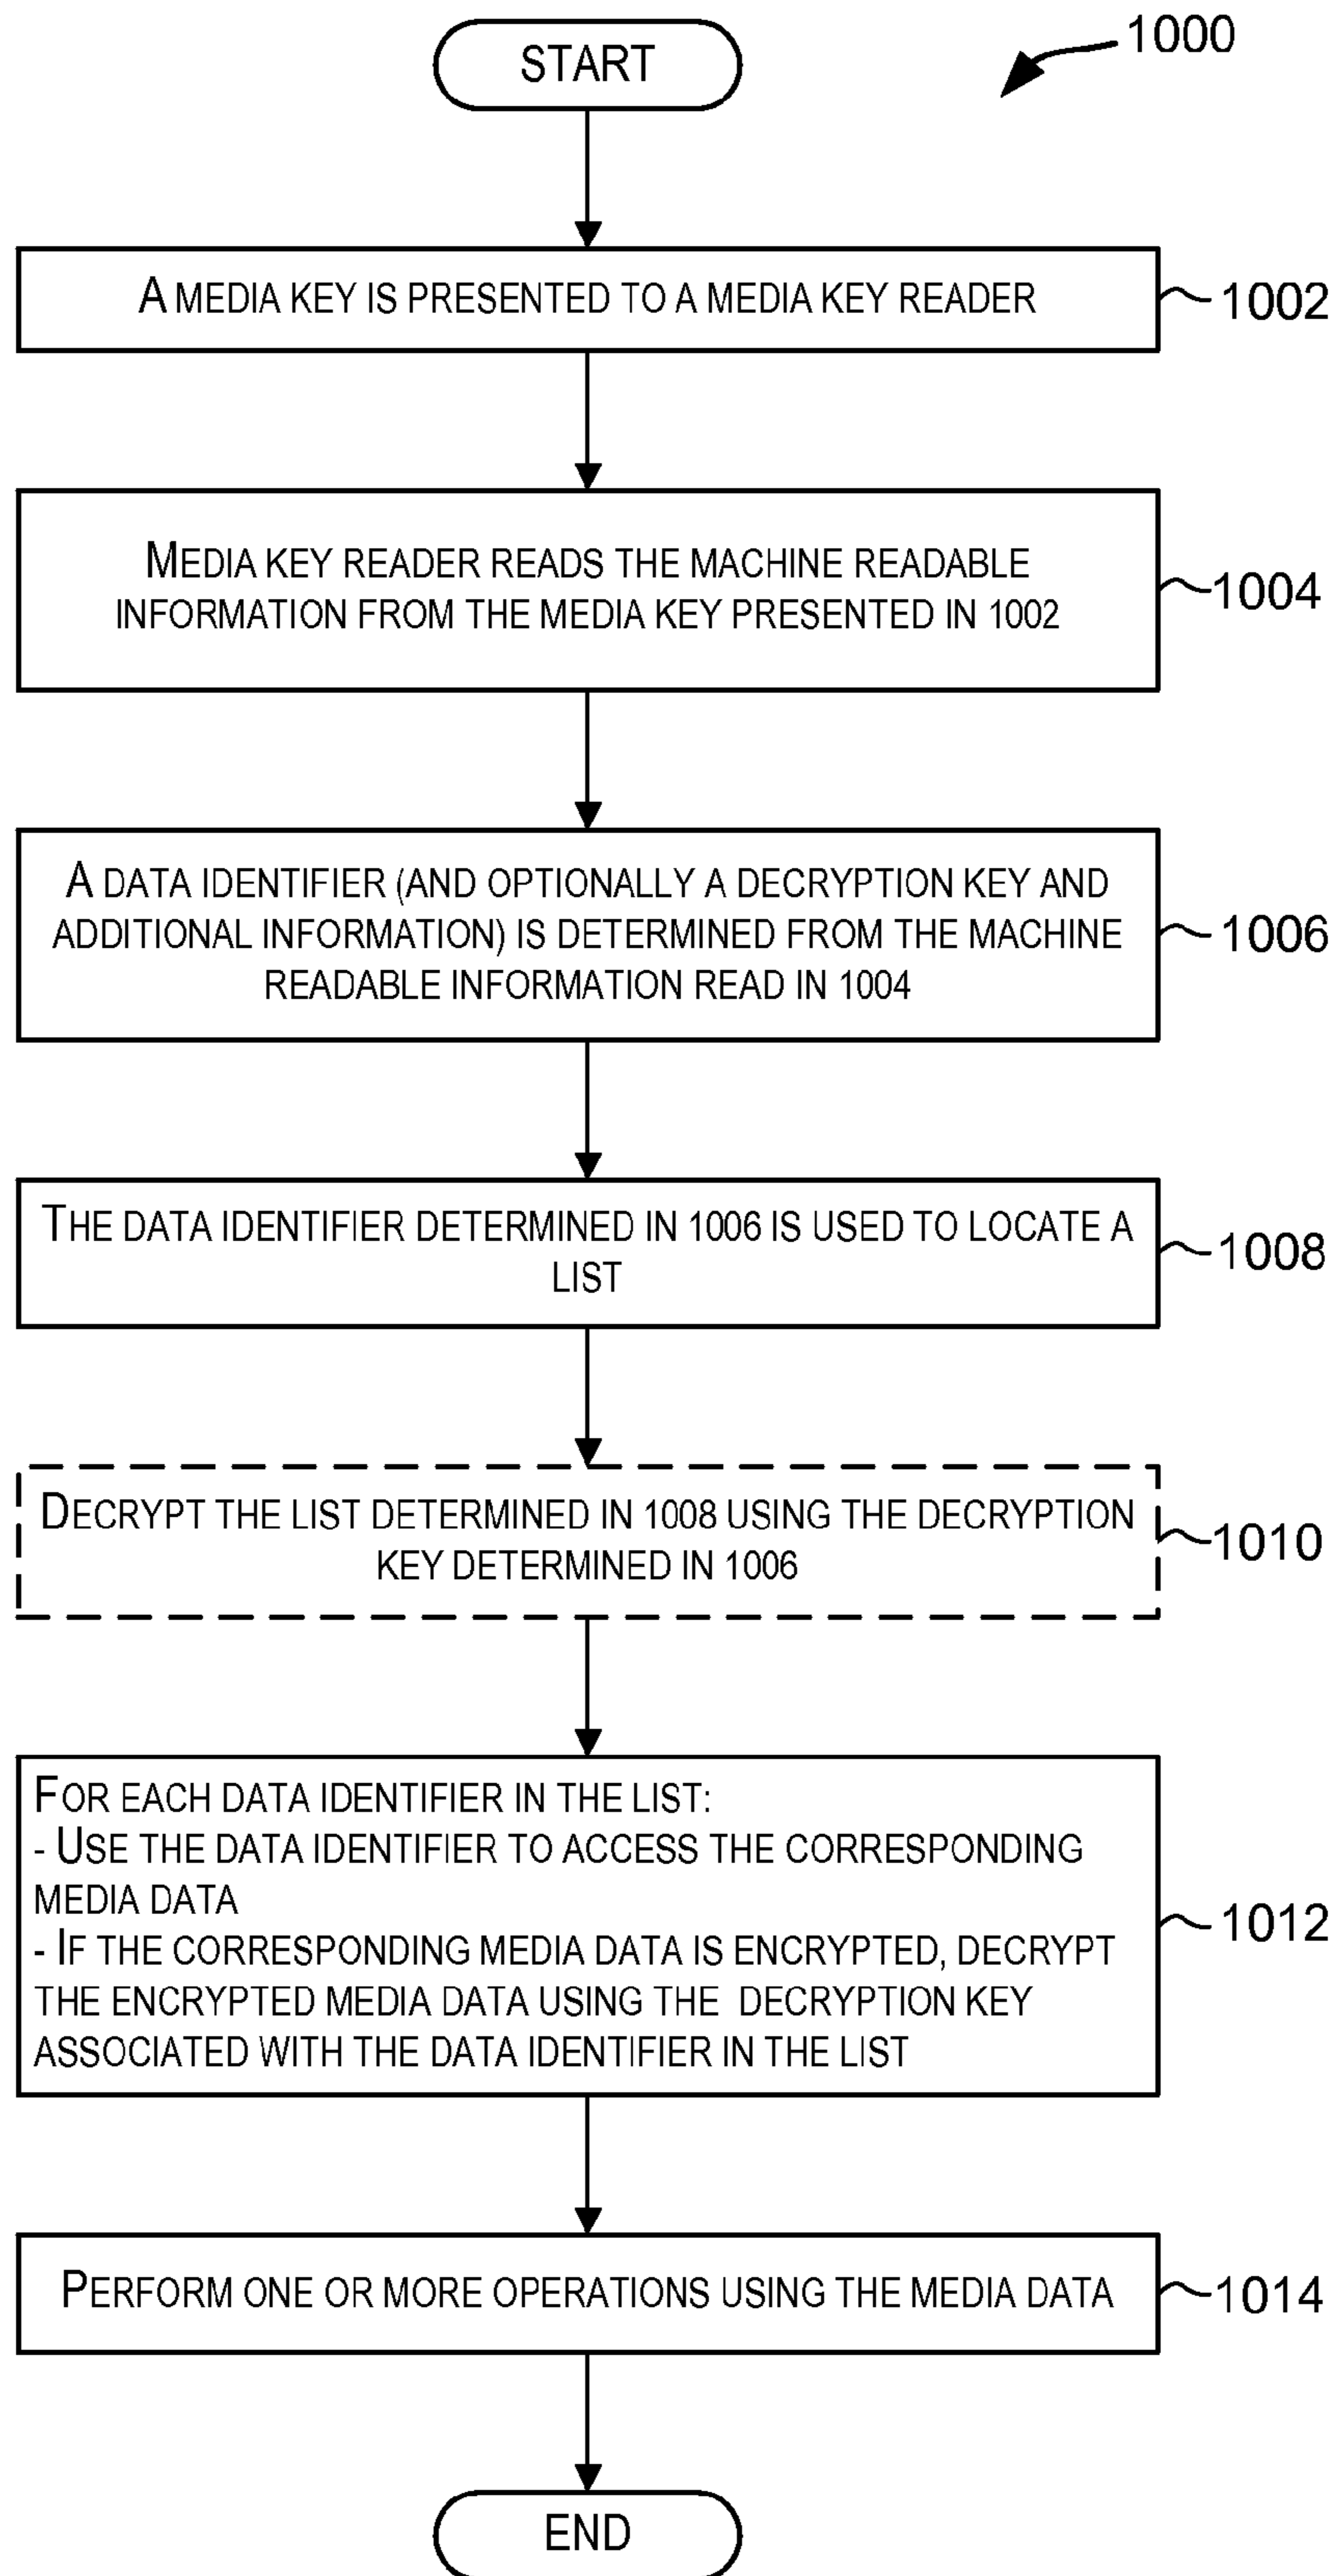 START
1000
A MEDIA KEY IS PRESENTED TO A MEDIA KEY READER
1002
MEDIA KEY READER READS THE MACHINE READABLE
INFORMATION FROM THE MEDIA KEY PRESENTED IN 1002
1004
A DATA IDENTIFIER (AND OPTIONALLY A DECRYPTION KEY AND
ADDITIONAL INFORMATION) IS DETERMINED FROM THE MACHINE
READABLE INFORMATION READ IN 1004
1006
THE DATA IDENTIFIER DETERMINED IN 1006 IS USED TO LOCATE A
LIST
1008
DECRYPT THE LIST DETERMINED IN 1008 USING THE DECRYPTION
KEY DETERMINED IN 1006
1010
FOR EACH DATA IDENTIFIER IN THE LIST:
- USE THE DATA IDENTIFIER TO ACCESS THE CORRESPONDING
MEDIA DATA
- IF THE CORRESPONDING MEDIA DATA IS ENCRYPTED, DECRYPT
THE ENCRYPTED MEDIA DATA USING THE DECRYPTION KEY
ASSOCIATED WITH THE DATA IDENTIFIER IN THE LIST
1012
PERFORM ONE OR MORE OPERATIONS USING THE MEDIA DATA
1014
END